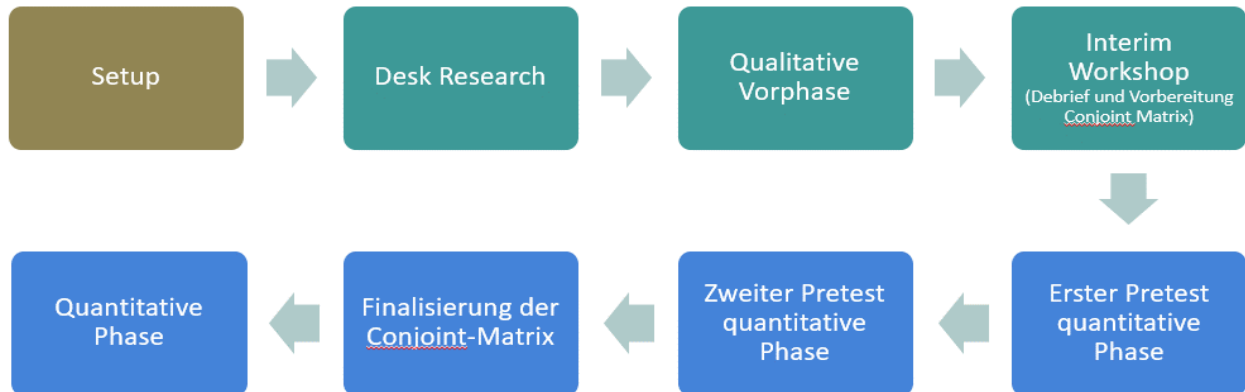 Setup
Desk Research
Qualitative
Vorphase
Interim
Workshop
(Debrief und Vorbereitung
Conjoint Matrix)
Quantitative
Phase
Finalisierung der
Conjoint-Matrix
Zweiter Pretest
quantitative
Phase
Erster Pretest
quantitative
Phase